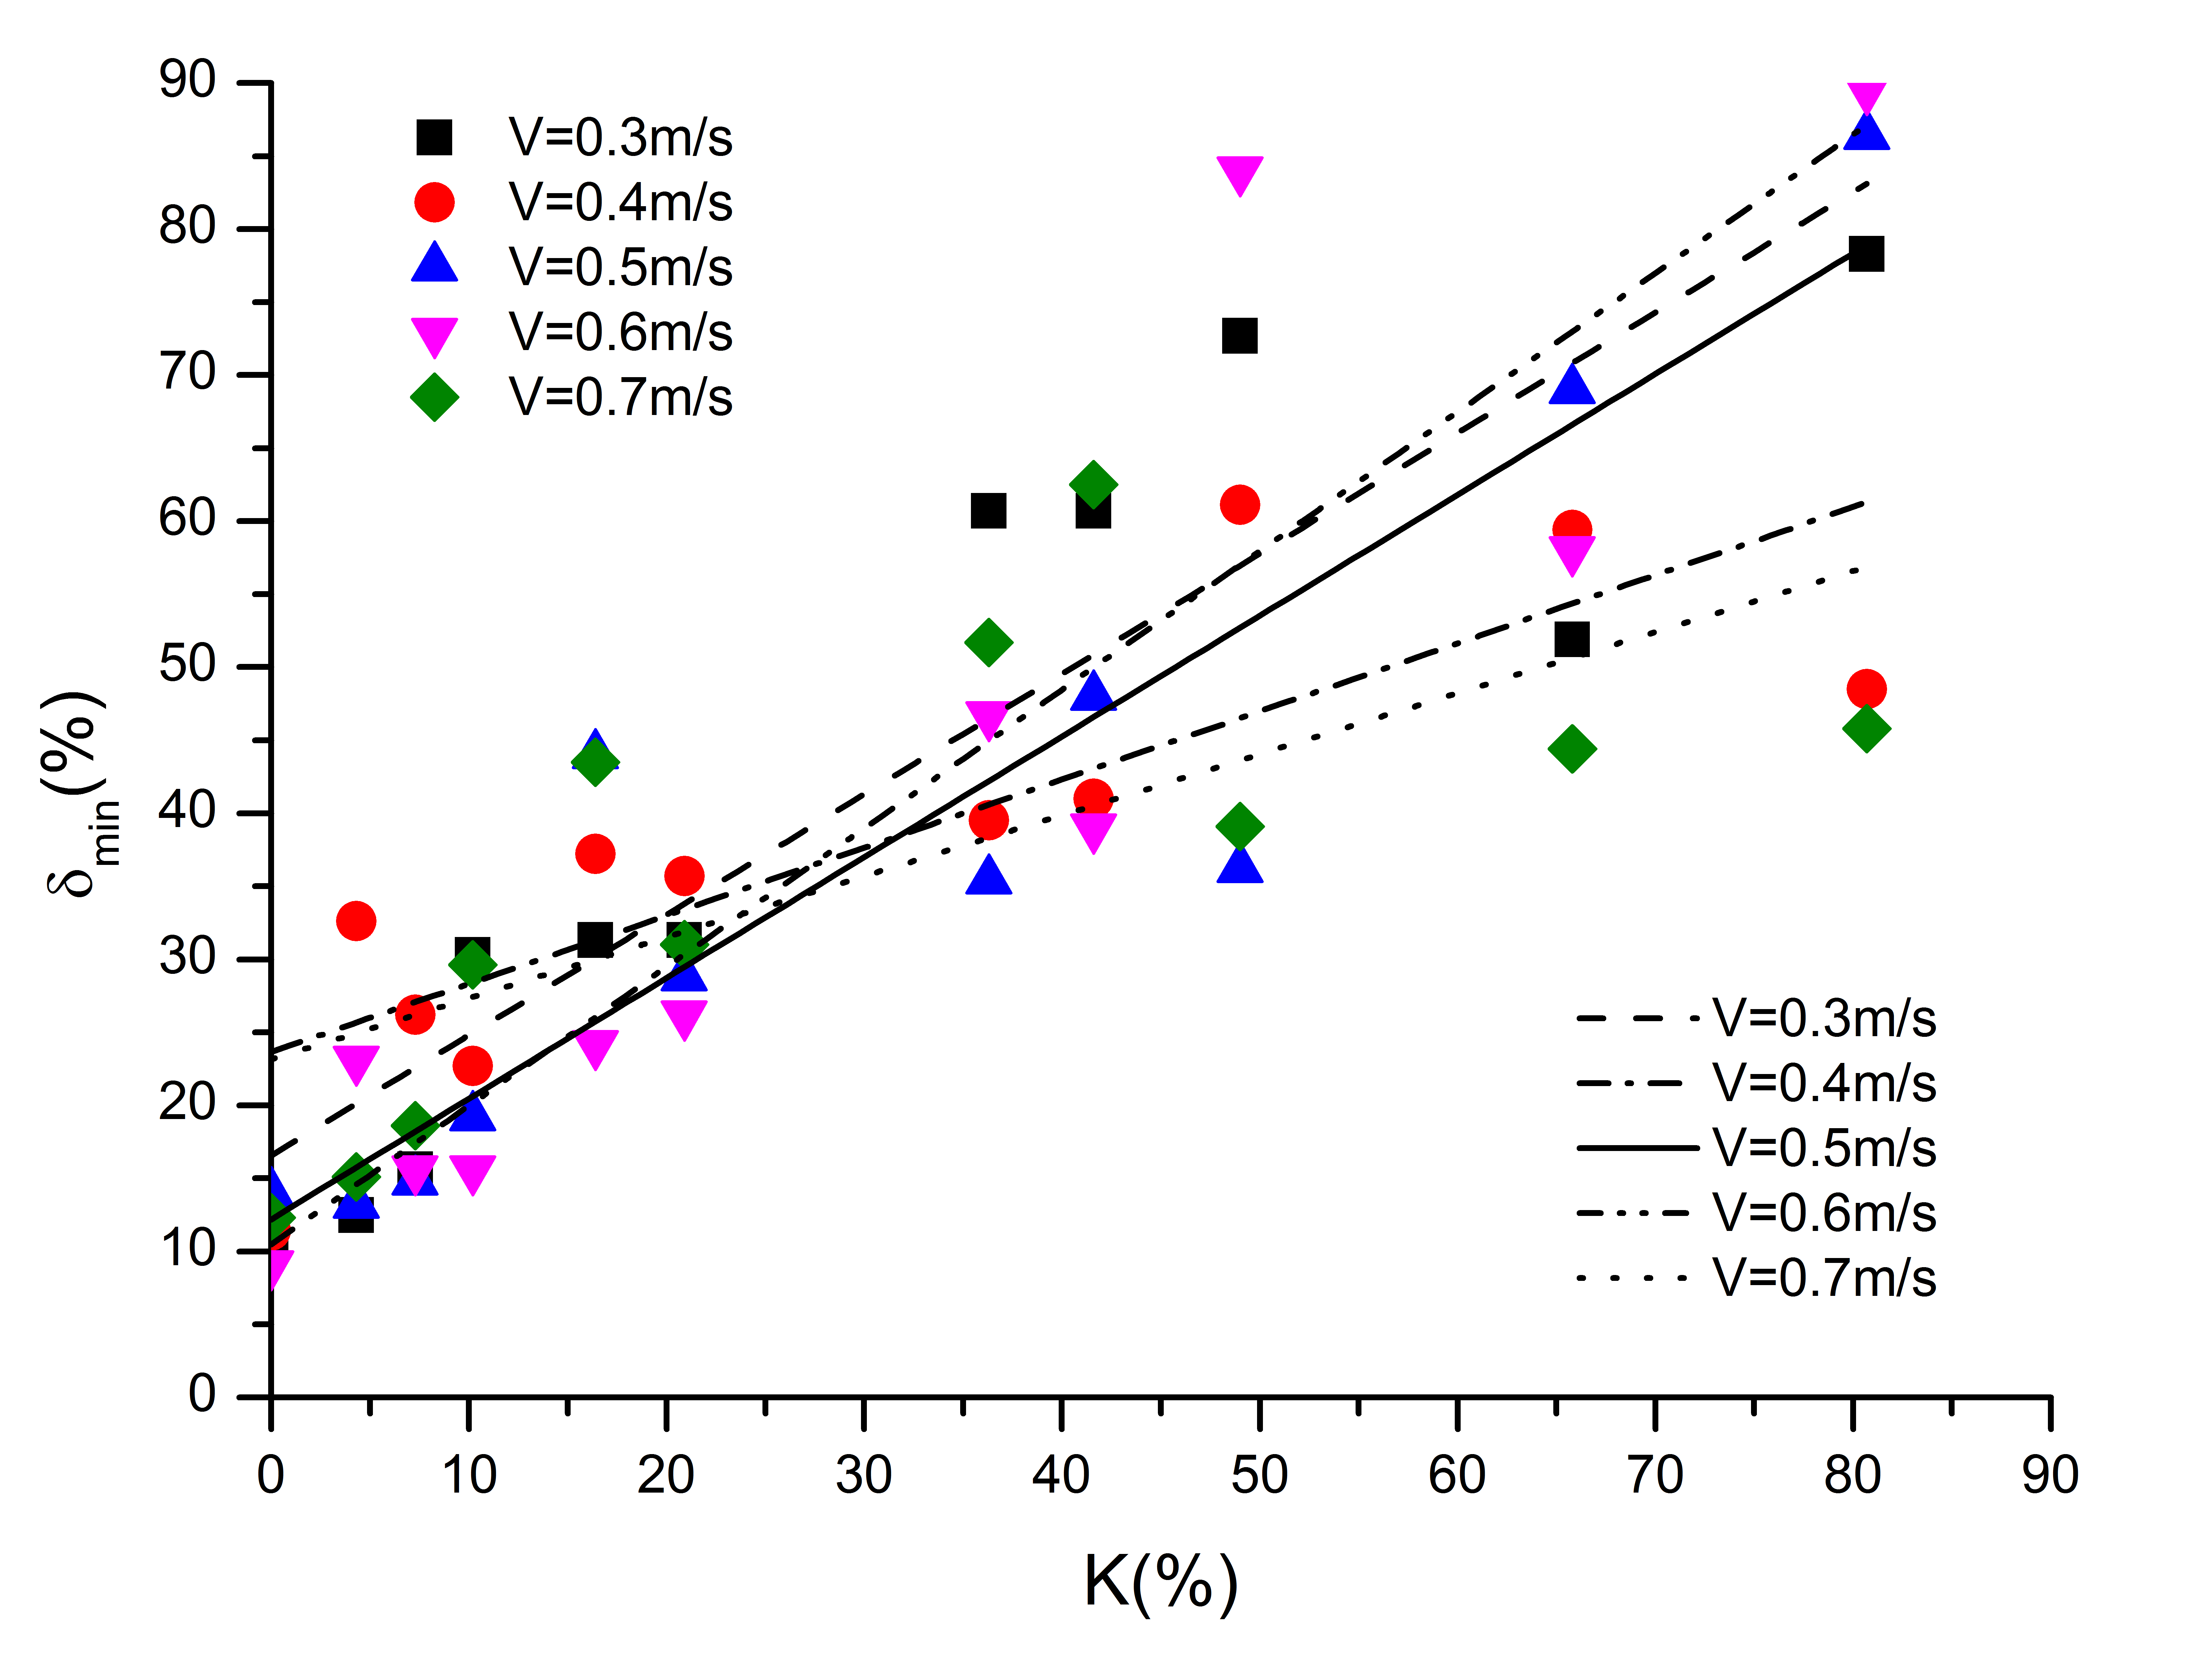 90
80
70
60
50
40
30
20
10
0
δmin(%)
V=0.3m/s
V=0.4m/s
V=0.5m/s
V=0.6m/s
V=0.7m/s
V=0.3m/s
V=0.4m/s
V=0.5m/s
V=0.6m/s
V=0.7m/s
0 10 20 30 40 50 60 70 80 90
K(%)